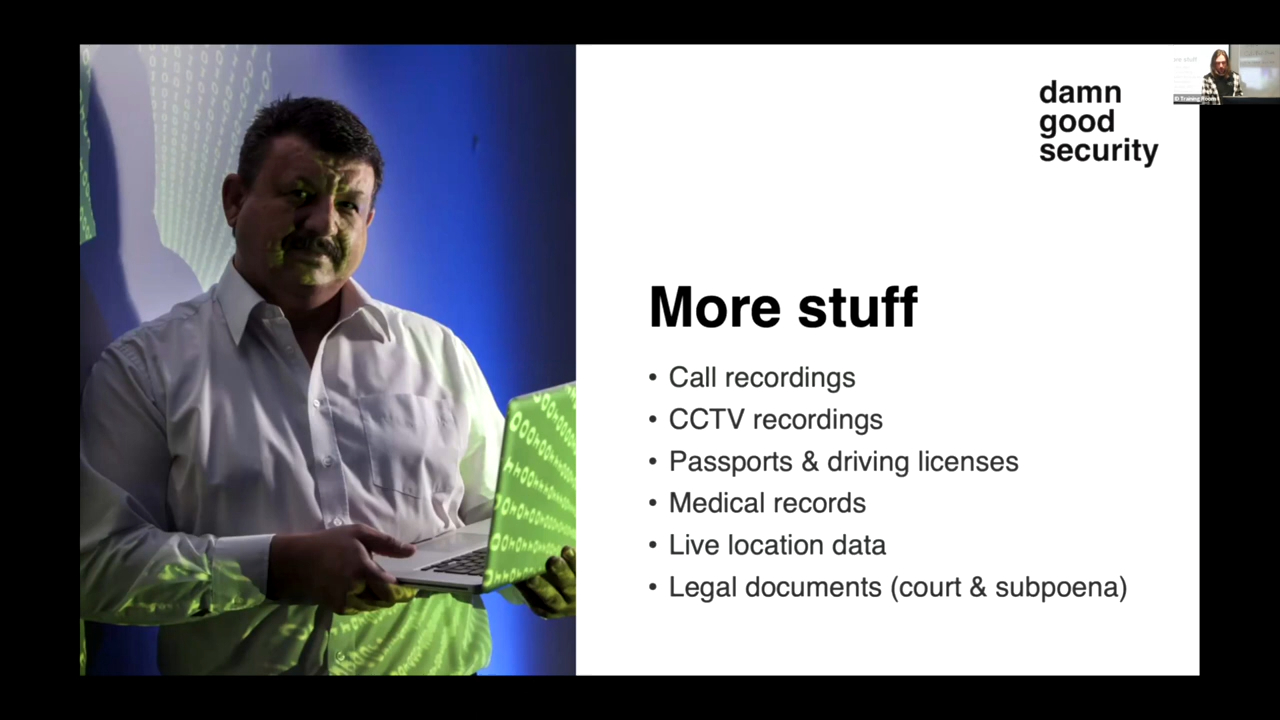 damn
good
security
More stuff
• Call recordings
• CCTV recordings
• Passports & driving licenses
• Medical records
• Live location data
• Legal documents (court & subpoena)